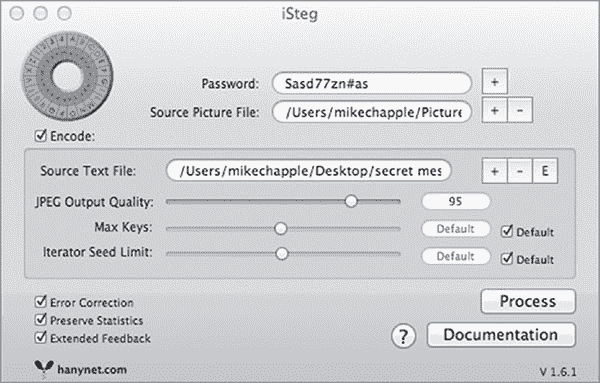 iSteg
Password: Sasd77zn#as +
Source Picture File: /Users/mikechapple/Picture + -
Encode:
Source Text File: /Users/mikechapple/Desktop/secret mes + - E
JPEG Output Quality: 95
Max Keys: Default Default
Iterator Seed Limit: Default Default
Error Correction
Preserve Statistics
Extended Feedback
Process
? Documentation
hanynet.com
V 1.6.1